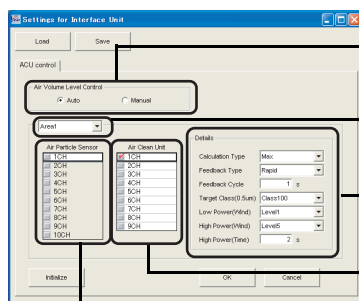 Settings for Interface Unit
Load Save
ACU control
Air Volume Level Control
Auto Manual
Area1
Air Particle Sensor
1CH
2CH
3CH
4CH
5CH
6CH
7CH
8CH
9CH
10CH
Air Clean Unit
1CH
2CH
3CH
4CH
5CH
6CH
7CH
8CH
9CH
Details
Calculation Type Max
Feedback Type Rapid
Feedback Cycle 1 s
Target Class(0.5um) Class100
Low Power(Wind) Level1
High Power(Wind) Level5
High Power(Time) 2 s
Initialize OK Cancel